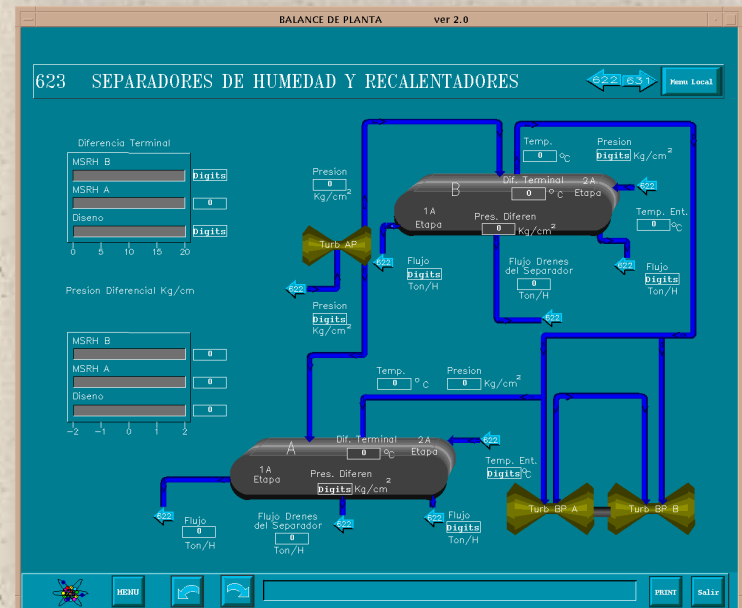 BALANCE DE PLANTA ver 2.0
623 SEPARADORES DE HUMEDAD Y RECALENTADORES
622 631
Menu Local
Diferencia Terminal
MSRH B
Digits
MSRH A
0
Diseno
Digits
0 5 10 15 20
Presion Diferencial Kg/cm
MSRH B
0
MSRH A
0
Diseno
0
-2 -1 0 1 2
Presion
0
Kg/cm2
Turb AP
622
Presion
Digits
Kg/cm2
Temp.
0 °C
Presion
Digits Kg/cm2
B
Dif. Terminal
0 °C
2A
Etapa
622
1A
Etapa
Pres. Diferen
0 Kg/cm2
Temp. Ent.
0 °C
622
Flujo
Digits
Ton/H
Flujo Drenes
del Separador
0
Ton/H
622
Flujo
Digits
Ton/H
622
Temp.
0 °C
Presion
0 Kg/cm2
A
Dif. Terminal
0 °C
2A
Etapa
622
1A
Etapa
Pres. Diferen
Digits Kg/cm2
Temp. Ent.
Digits °C
622
Flujo
0
Ton/H
Flujo Drenes
del Separador
0
Ton/H
622
622
Flujo
Digits
Ton/H
Turb BP A
Turb BP B
MENU
PRINT
Salir